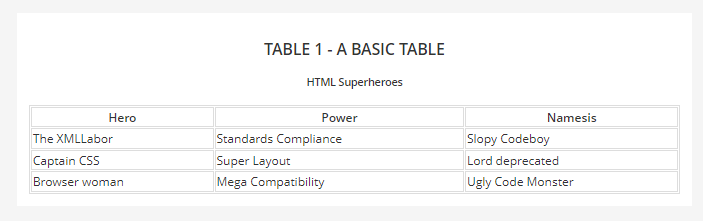 TABLE 1 - A BASIC TABLE
HTML Superheroes
Hero Power Namesis
The XMLLabor Standards Compliance Slopy Codeboy
Captain CSS Super Layout Lord deprecated
Browser woman Mega Compatibility Ugly Code Monster